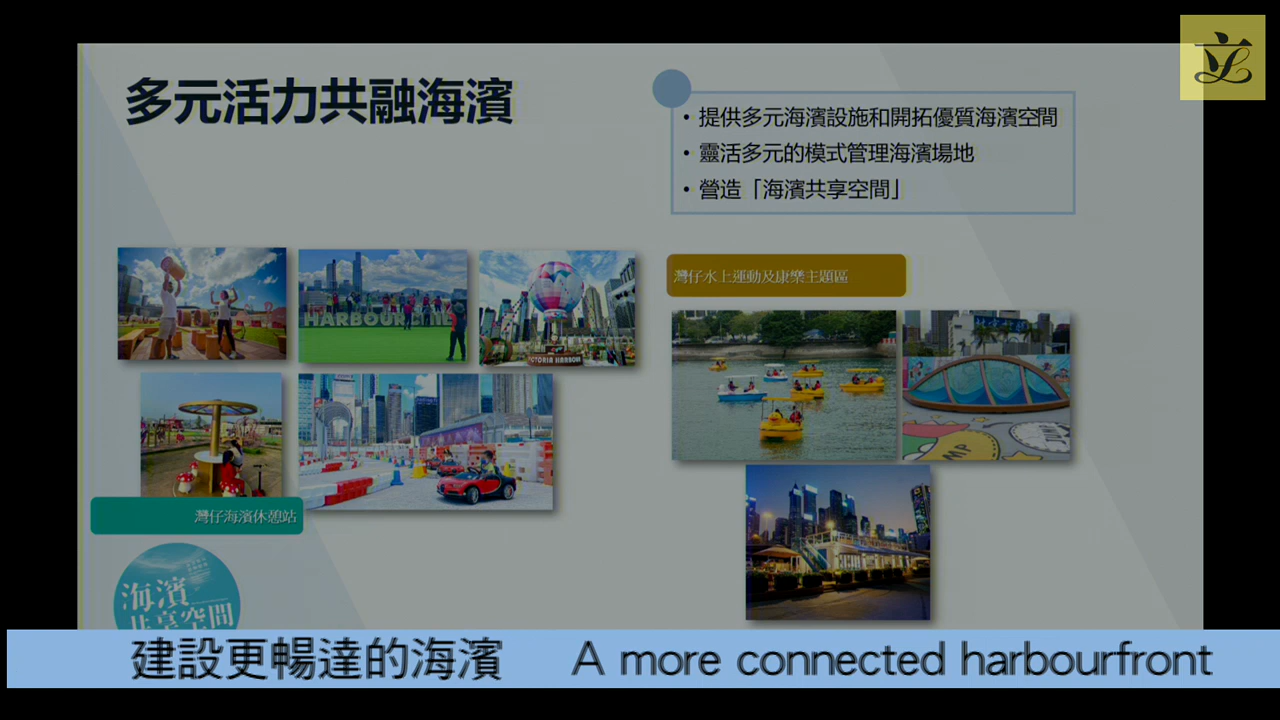 多元活力共融海濱
• 提供多元海濱設施和開拓優質海濱空間
• 靈活多元的模式管理海濱場地
• 營造「海濱共享空間」
灣仔水上運動及康樂主題區
灣仔海濱休憩站
海濱
共享空間
建設更暢達的海濱 A more connected harbourfront